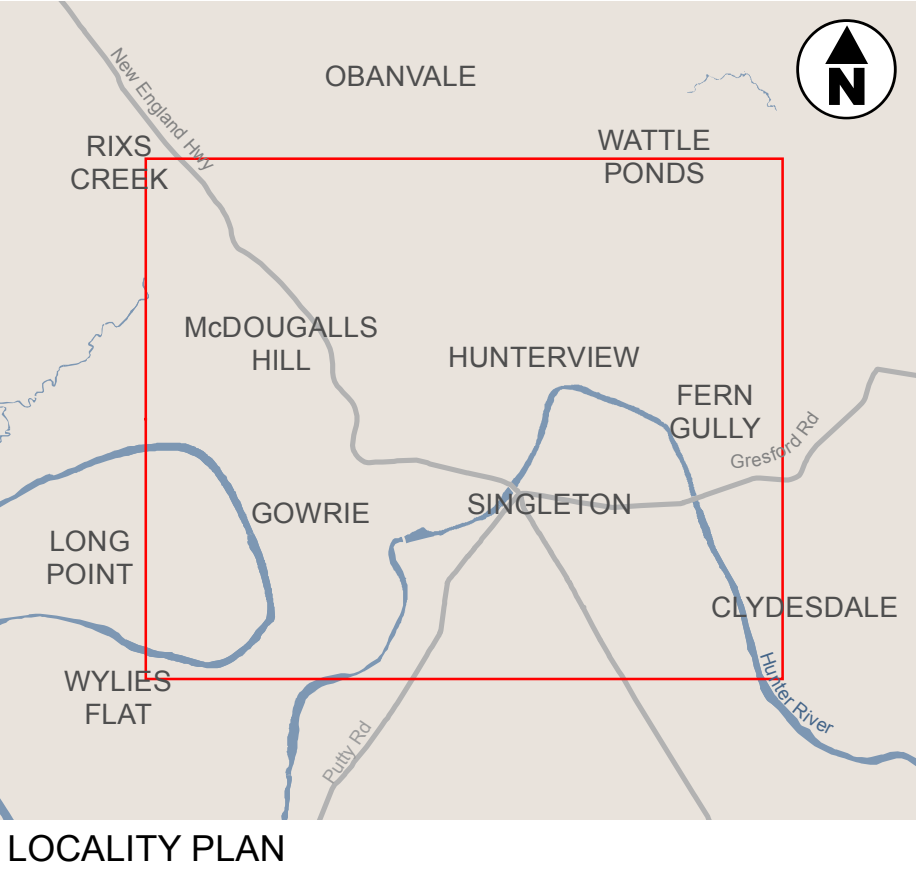 OBANVALE
N
New England Hwy
RIXS
CREEK
WATTLE
PONDS
McDOUGALLS
HILL
HUNTERVIEW
FERN
GULLY
Gresford Rd
GOWRIE
SINGLETON
LONG
POINT
CLYDESDALE
WYLIES
FLAT
Hunter River
Putty Rd
LOCALITY PLAN